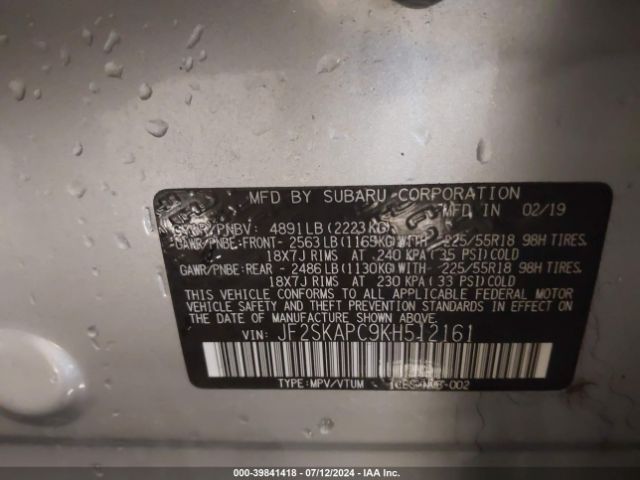 MFD BY SUBARU CORPORATION
MFD IN 02/19
GVWR/PNBV: 4891LB(2223KG)
GAWR/PNBE-FRONT- 2563LB(1165KG)WITH - 225/55R18 98H TIRES.
18X7J RIMS AT 240 KPA(35 PSI)COLD
GAWR/PNBE:REAR - 2486LB(1130KG)WITH - 225/55R18 98H TIRES.
18X7J RIMS AT 230 KPA(33 PSI)COLD
THIS VEHICLE CONFORMS TO ALL APPLICABLE FEDERAL MOTOR
VEHICLE SAFETY AND THEFT PREVENTION STANDARDS IN EFFECT ON
THE DATE OF MANUFACTURE SHOWN ABOVE.
VIN: JF2SKAPC9KH512161
TYPE:MPV/VTUM
000-39841418 - 07/12/2024 - IAA Inc.